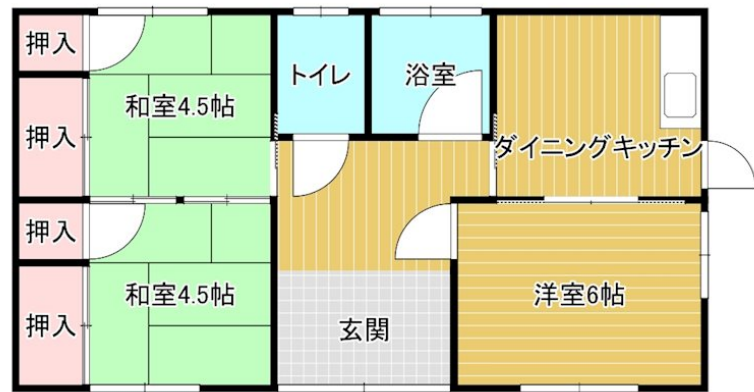 押入
トイレ
浴室
和室4.5帖
押入
ダイニングキッチン
押入
和室4.5帖
洋室6帖
押入
玄関